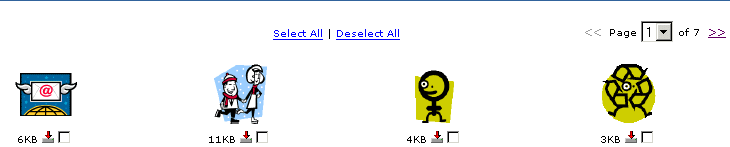 Select All | Deselect All << Page 1 of 7 >>
@
6KB 11KB 4KB 3KB